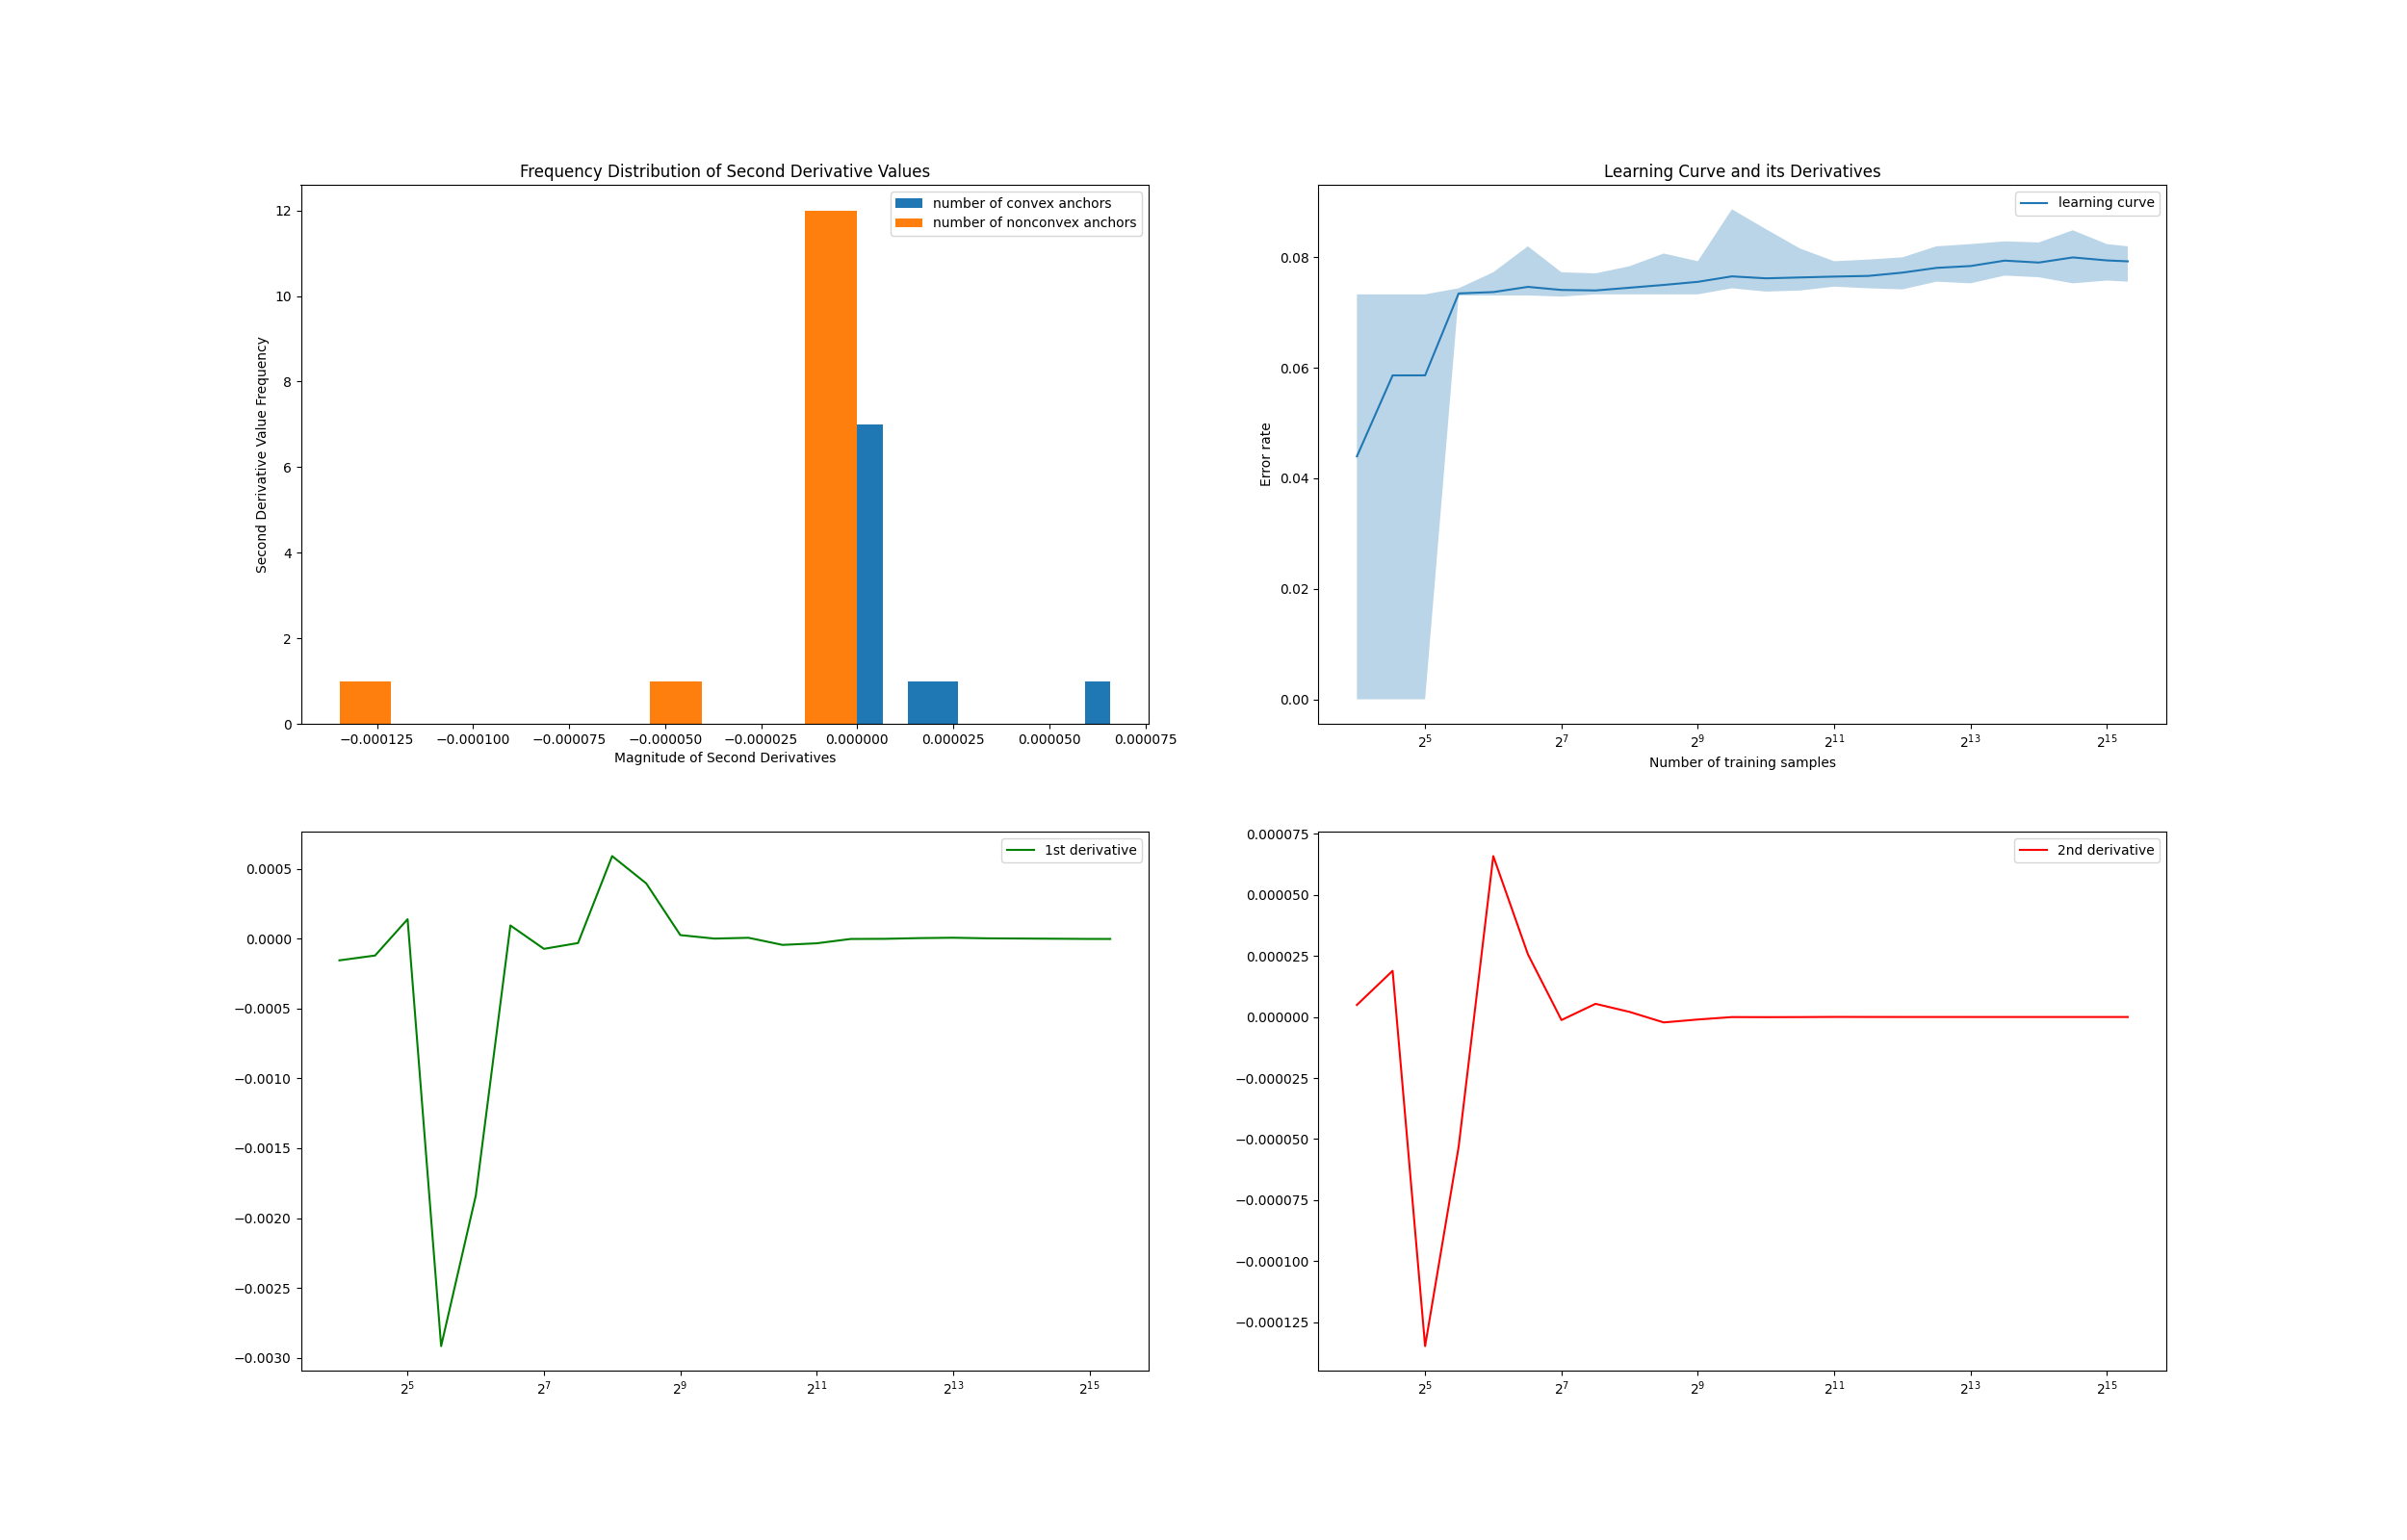 Frequency Distribution of Second Derivative Values
12
10
8
6
4
2
0
Second Derivative Value Frequency
number of convex anchors
number of nonconvex anchors
−0.000125 −0.000100 −0.000075 −0.000050 −0.000025 0.000000 0.000025 0.000050 0.000075
Magnitude of Second Derivatives
Learning Curve and its Derivatives
learning curve
0.08
0.06
0.04
0.02
0.00
Error rate
2^5 2^7 2^9 2^11 2^13 2^15
Number of training samples
1st derivative
0.0005
0.0000
−0.0005
−0.0010
−0.0015
−0.0020
−0.0025
−0.0030
2^5 2^7 2^9 2^11 2^13 2^15
2nd derivative
0.000075
0.000050
0.000025
0.000000
−0.000025
−0.000050
−0.000075
−0.000100
−0.000125
2^5 2^7 2^9 2^11 2^13 2^15